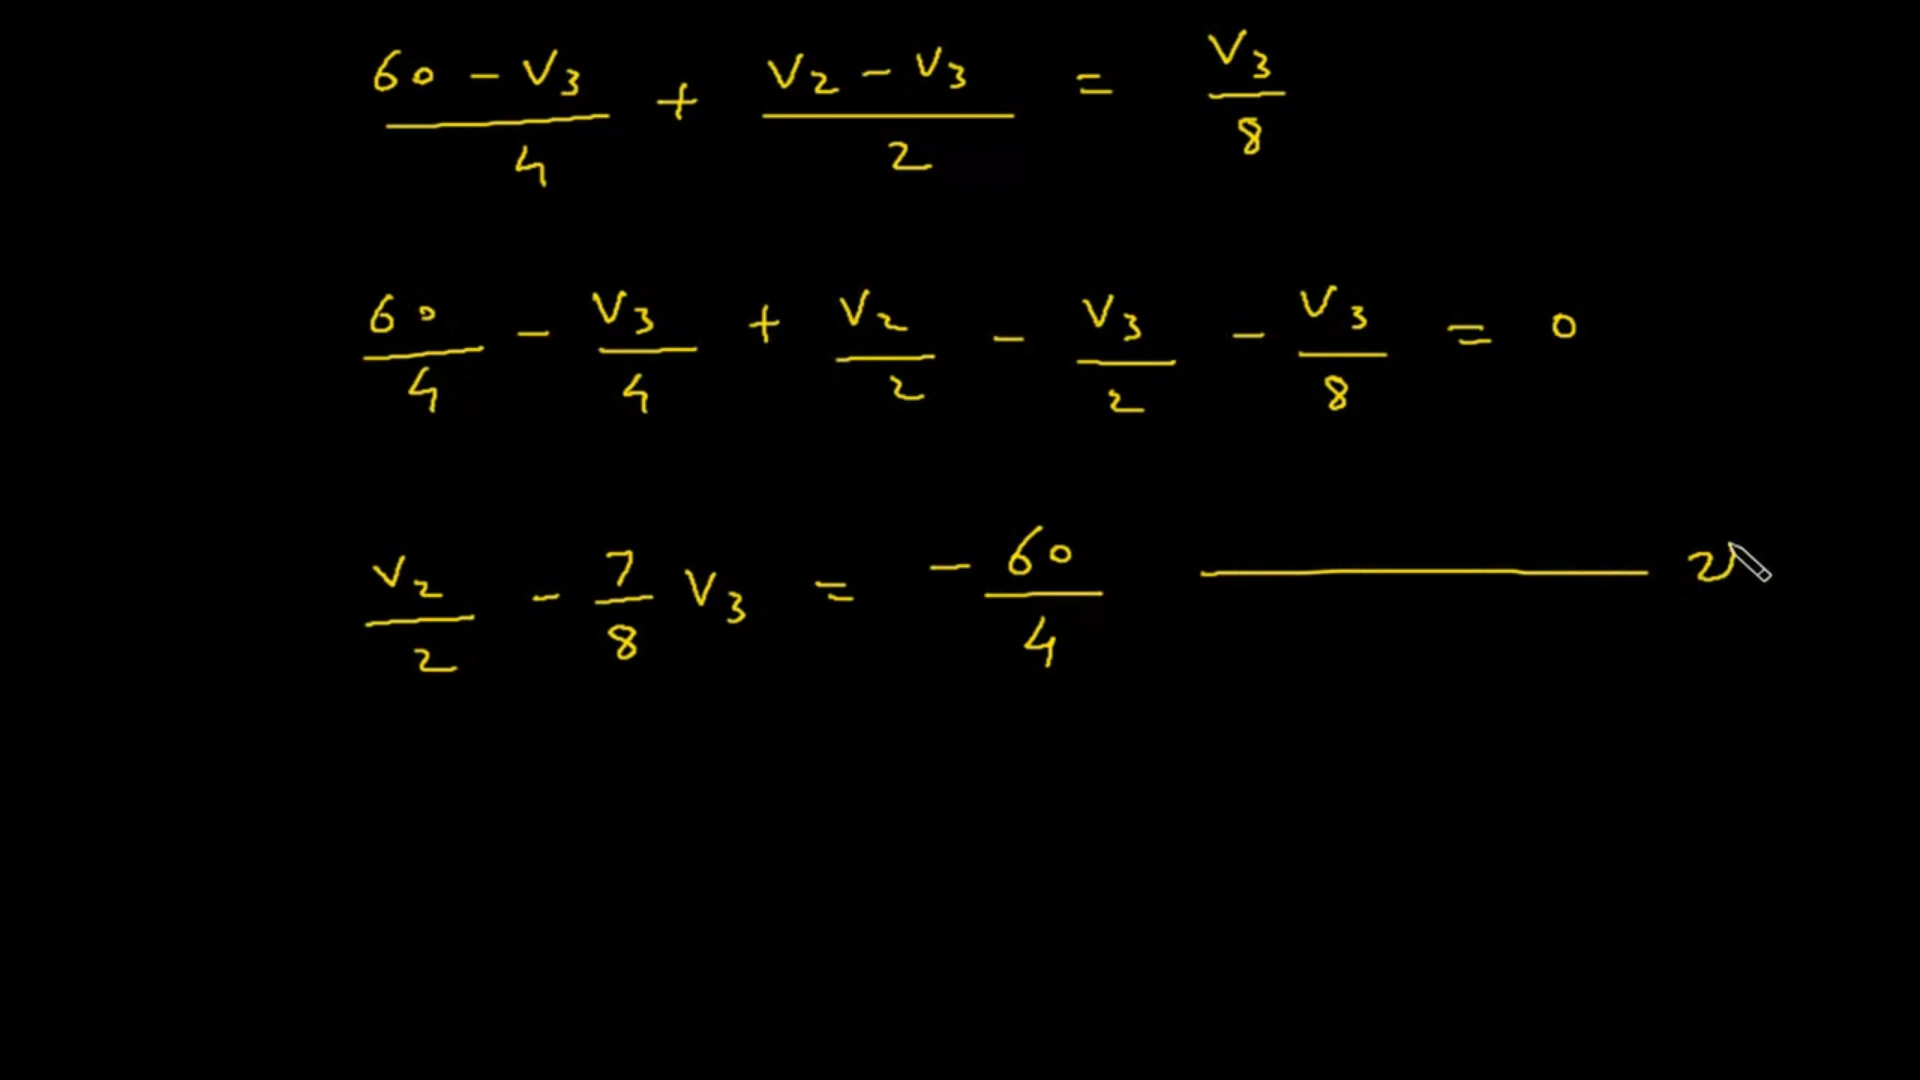 60 - V3 / 4 + V2 - V3 / 2 = V3 / 8
60 / 4 - V3 / 4 + V2 / 2 - V3 / 2 - V3 / 8 = 0
V2 / 2 - 7 / 8 V3 = - 60 / 4 ——— 2